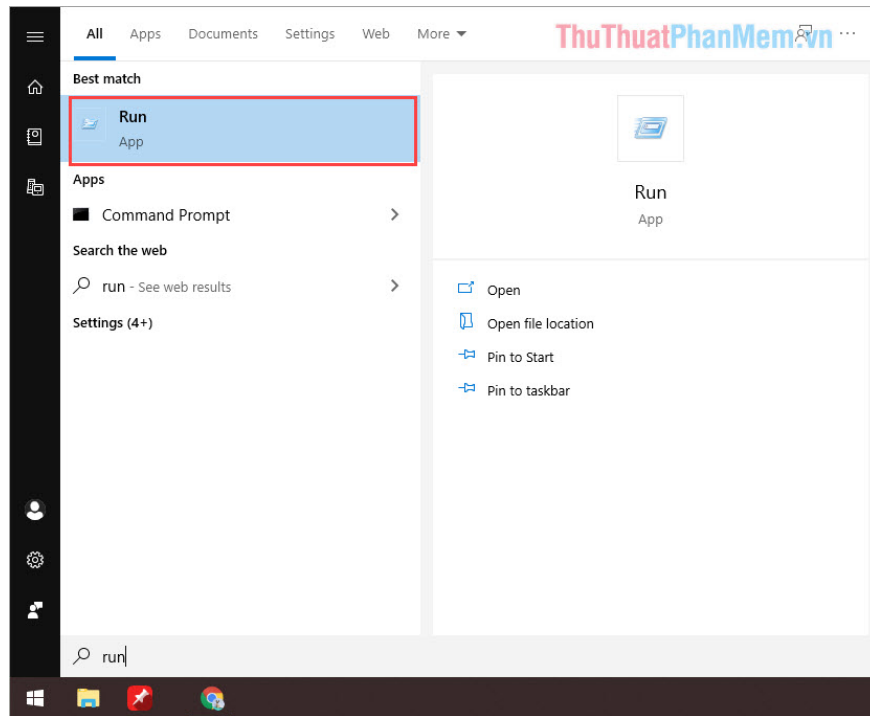 All Apps Documents Settings Web More
ThuThuatPhanMem.vn
Best match
Run
App
Apps
Command Prompt
Search the web
run - See web results
Settings (4+)
Run
App
Open
Open file location
Pin to Start
Pin to taskbar
run